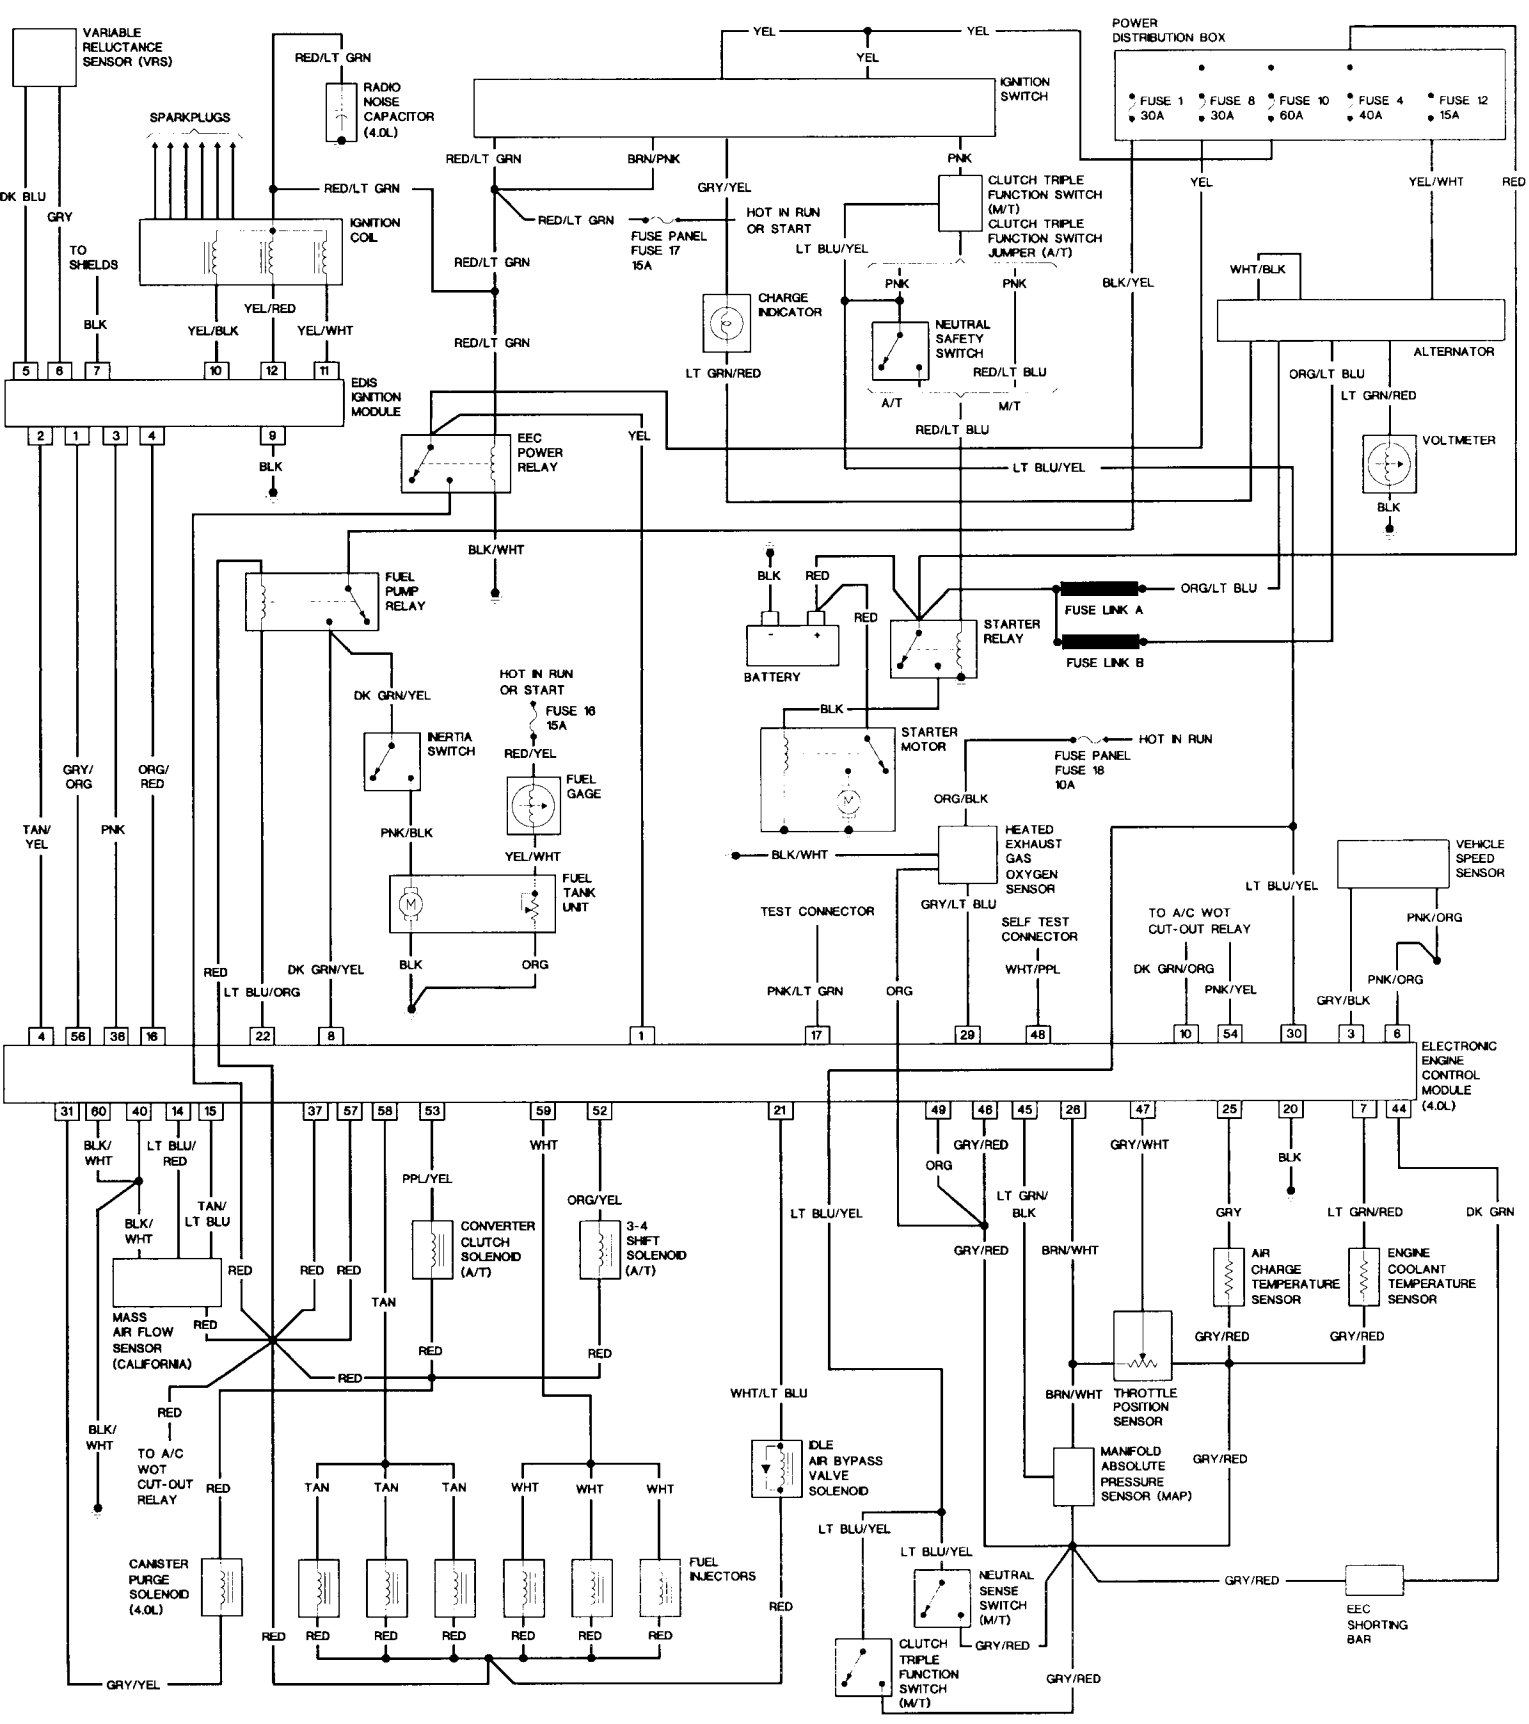 VARIABLE
RELUCTANCE
SENSOR (VRS)
RED/LT GRN
RADIO
NOISE
CAPACITOR
(4.0L)
SPARKPLUGS
YEL
YEL
YEL
IGNITION
SWITCH
POWER
DISTRIBUTION BOX
FUSE 1
30A
FUSE 8
30A
FUSE 10
60A
FUSE 4
40A
FUSE 12
15A
DK BLU
GRY
TO
SHIELDS
BLK
RED/LT GRN
IGNITION
COIL
RED/LT GRN
BRN/PNK
GRY/YEL
PNK
RED/LT GRN
FUSE PANEL
FUSE 17
15A
HOT IN RUN
OR START
CLUTCH TRIPLE
FUNCTION SWITCH
(M/T)
CLUTCH TRIPLE
FUNCTION SWITCH
JUMPER (A/T)
LT BLU/YEL
YEL
YEL/WHT
RED
RED/LT GRN
PNK
PNK
BLK/YEL
WHT/BLK
YEL/BLK
YEL/RED
YEL/WHT
CHARGE
INDICATOR
NEUTRAL
SAFETY
SWITCH
RED/LT GRN
ALTERNATOR
5
6
7
10
12
11
EDIS
IGNITION
MODULE
LT GRN/RED
RED/LT BLU
ORG/LT BLU
LT GRN/RED
A/T
M/T
2
1
3
4
9
BLK
EEC
POWER
RELAY
YEL
RED/LT BLU
VOLTMETER
LT BLU/YEL
BLK
BLK/WHT
FUEL
PUMP
RELAY
BLK
RED
RED
BATTERY
-
+
STARTER
RELAY
FUSE LINK A
ORG/LT BLU
FUSE LINK B
DK GRN/YEL
HOT IN RUN
OR START
FUSE 16
15A
BLK
INERTIA
SWITCH
RED/YEL
STARTER
MOTOR
M
FUSE PANEL
FUSE 18
10A
HOT IN RUN
GRY/
ORG
ORG/
RED
FUEL
GAGE
ORG/BLK
TAN/
YEL
PNK
PNK/BLK
YEL/WHT
BLK/WHT
HEATED
EXHAUST
GAS
OXYGEN
SENSOR
VEHICLE
SPEED
SENSOR
FUEL
TANK
UNIT
M
GRY/LT BLU
LT BLU/YEL
TEST CONNECTOR
SELF TEST
CONNECTOR
TO A/C WOT
CUT-OUT RELAY
PNK/ORG
RED
LT BLU/ORG
DK GRN/YEL
BLK
ORG
PNK/LT GRN
ORG
WHT/PPL
DK GRN/ORG
PNK/YEL
PNK/ORG
GRY/BLK
4
56
36
16
22
8
1
17
29
48
10
54
30
3
6
ELECTRONIC
ENGINE
CONTROL
MODULE
(4.0L)
31
60
40
14
15
37
57
58
53
59
52
21
49
46
45
26
47
25
20
7
44
BLK/
WHT
LT BLU/
RED
WHT
GRY/RED
GRY/WHT
BLK
PPL/YEL
ORG
ORG/YEL
TAN/
LT BLU
BLK/
WHT
LT BLU/YEL
LT GRN/
BLK
GRY
LT GRN/RED
DK GRN
CONVERTER
CLUTCH
SOLENOID
(A/T)
3-4
SHIFT
SOLENOID
(A/T)
GRY/RED
BRN/WHT
AIR
CHARGE
TEMPERATURE
SENSOR
ENGINE
COOLANT
TEMPERATURE
SENSOR
RED
RED
RED
TAN
MASS
AIR FLOW
SENSOR
(CALIFORNIA)
RED
RED
RED
GRY/RED
GRY/RED
RED
WHT/LT BLU
BRN/WHT
THROTTLE
POSITION
SENSOR
RED
BLK/
WHT
TO A/C
WOT
CUT-OUT
RELAY
IDLE
AIR BYPASS
VALVE
SOLENOID
MANIFOLD
ABSOLUTE
PRESSURE
SENSOR (MAP)
GRY/RED
RED
TAN
TAN
TAN
WHT
WHT
WHT
LT BLU/YEL
LT BLU/YEL
CANISTER
PURGE
SOLENOID
(4.0L)
FUEL
INJECTORS
NEUTRAL
SENSE
SWITCH
(M/T)
GRY/RED
EEC
SHORTING
BAR
RED
RED
RED
RED
RED
RED
RED
RED
GRY/RED
CLUTCH
TRIPLE
FUNCTION
SWITCH
(M/T)
GRY/RED
GRY/YEL